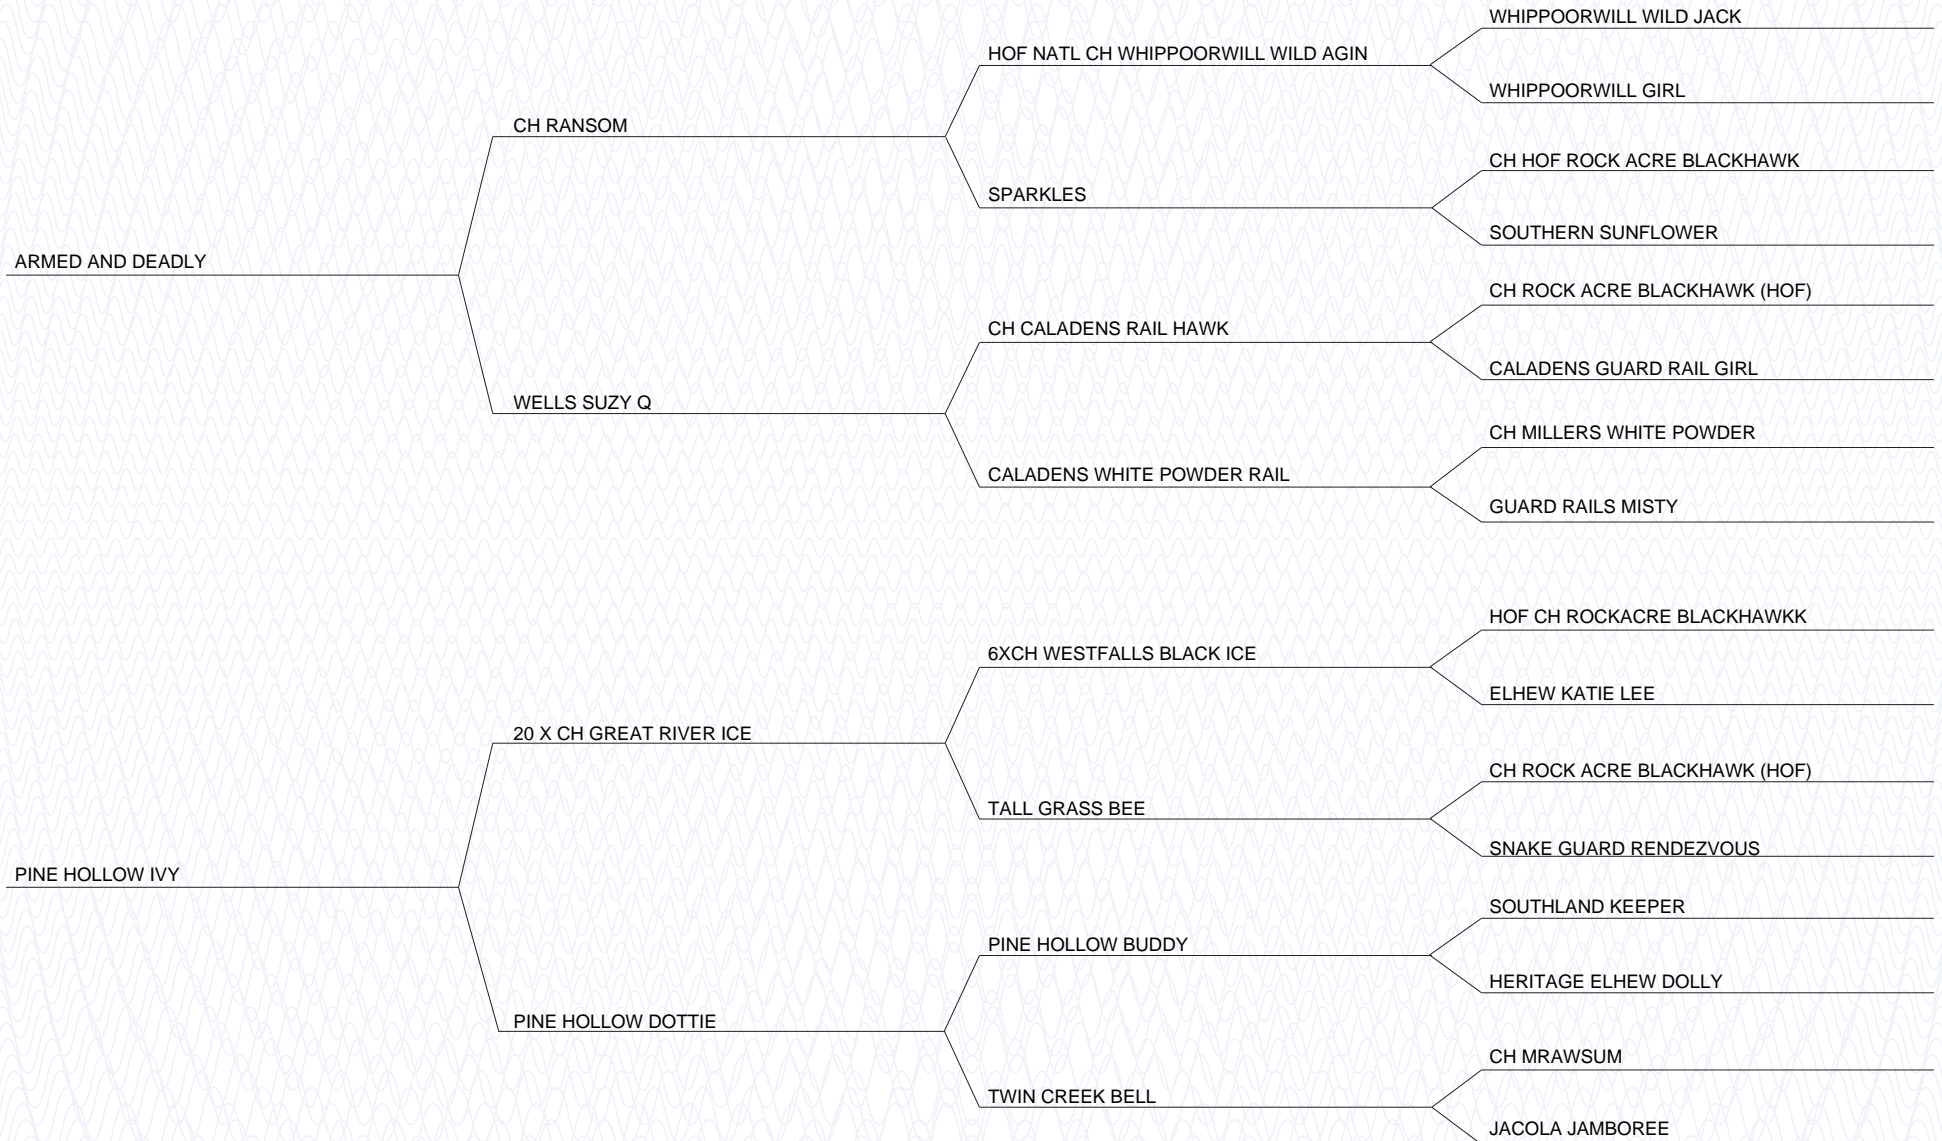 WHIPPOORWILL WILD JACK
HOF NATL CH WHIPPOORWILL WILD AGIN
WHIPPOORWILL GIRL
CH RANSOM
CH HOF ROCK ACRE BLACKHAWK
SPARKLES
SOUTHERN SUNFLOWER
ARMED AND DEADLY
CH ROCK ACRE BLACKHAWK (HOF)
CH CALADENS RAIL HAWK
CALADENS GUARD RAIL GIRL
WELLS SUZY Q
CH MILLERS WHITE POWDER
CALADENS WHITE POWDER RAIL
GUARD RAILS MISTY
HOF CH ROCKACRE BLACKHAWKK
6XCH WESTFALLS BLACK ICE
ELHEW KATIE LEE
20 X CH GREAT RIVER ICE
CH ROCK ACRE BLACKHAWK (HOF)
TALL GRASS BEE
SNAKE GUARD RENDEZVOUS
PINE HOLLOW IVY
SOUTHLAND KEEPER
PINE HOLLOW BUDDY
HERITAGE ELHEW DOLLY
PINE HOLLOW DOTTIE
CH MRAWSUM
TWIN CREEK BELL
JACOLA JAMBOREE